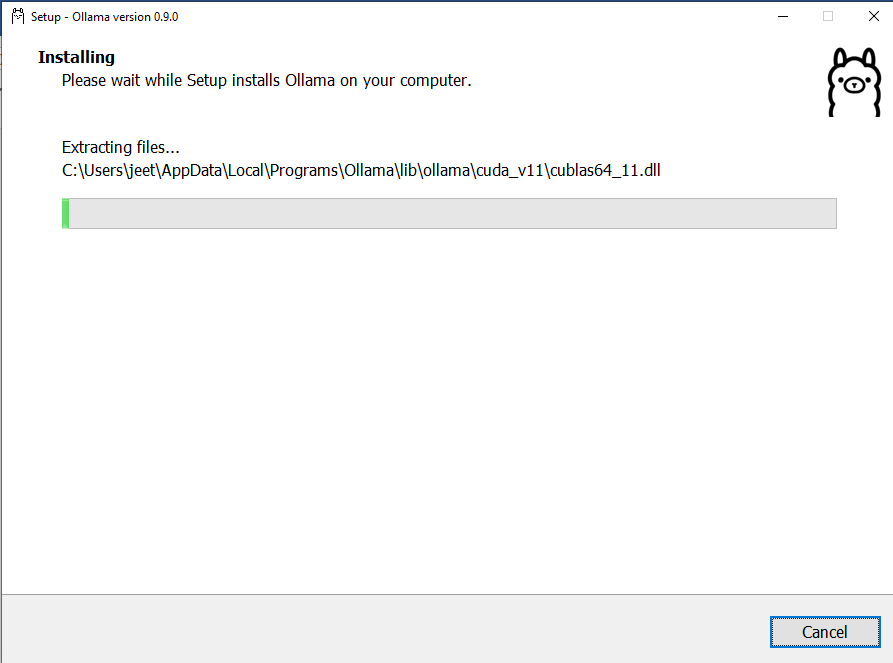 Setup - Ollama version 0.9.0
Installing
Please wait while Setup installs Ollama on your computer.
Extracting files...
C:\Users\jeet\AppData\Local\Programs\Ollama\lib\ollama\cuda_v11\cublas64_11.dll
Cancel